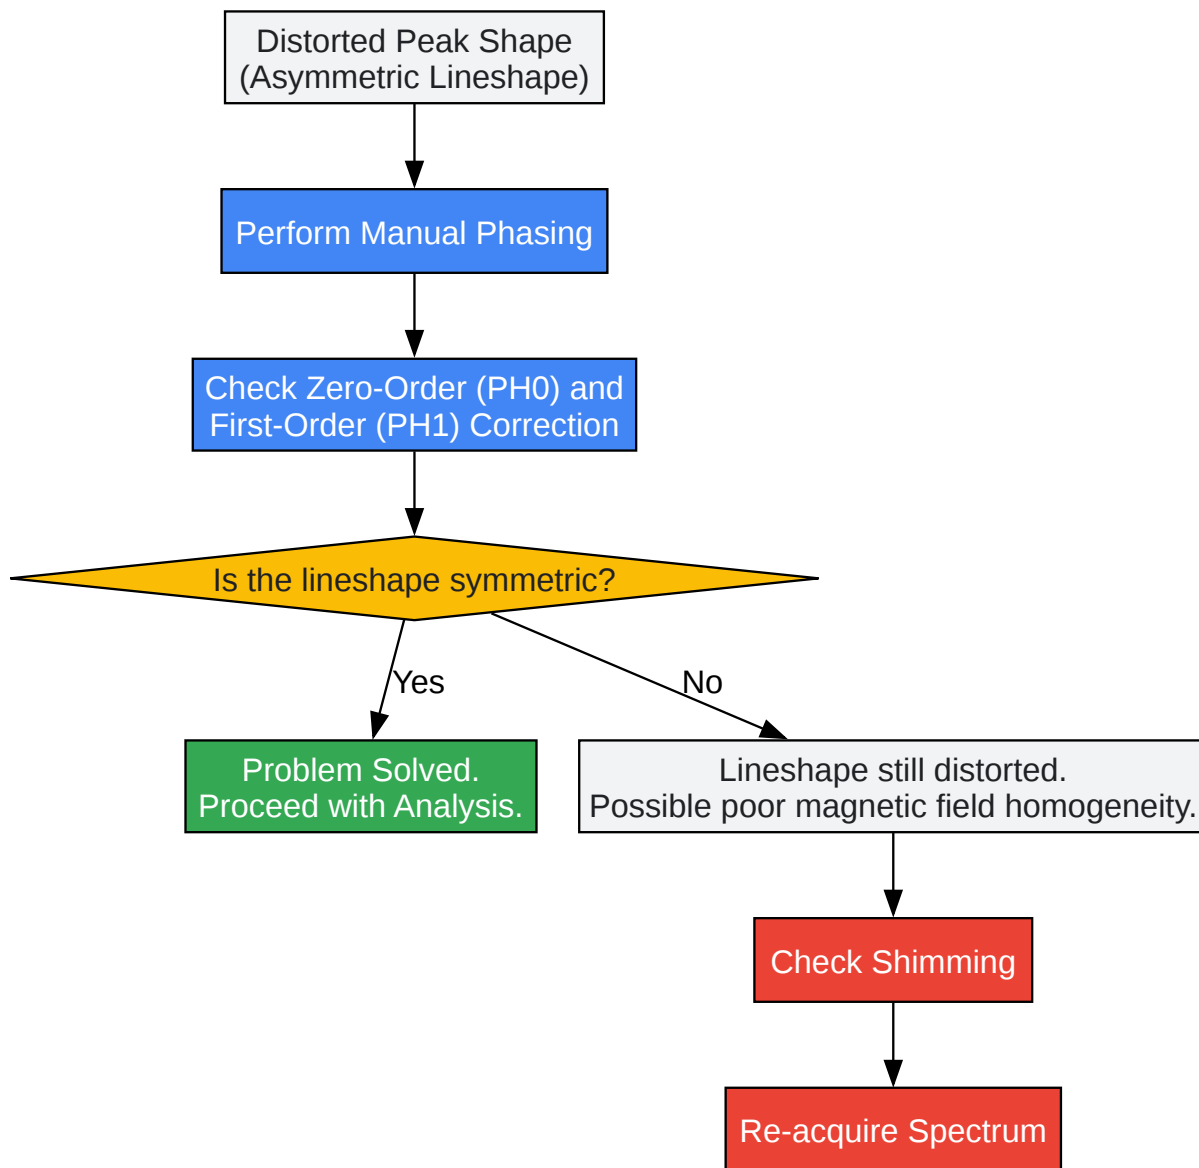 Distorted Peak Shape
(Asymmetric Lineshape)
Perform Manual Phasing
Check Zero-Order (PH0) and
First-Order (PH1) Correction
Is the lineshape symmetric?
Yes
No
Problem Solved.
Proceed with Analysis.
Lineshape still distorted.
Possible poor magnetic field homogeneity.
Check Shimming
Re-acquire Spectrum